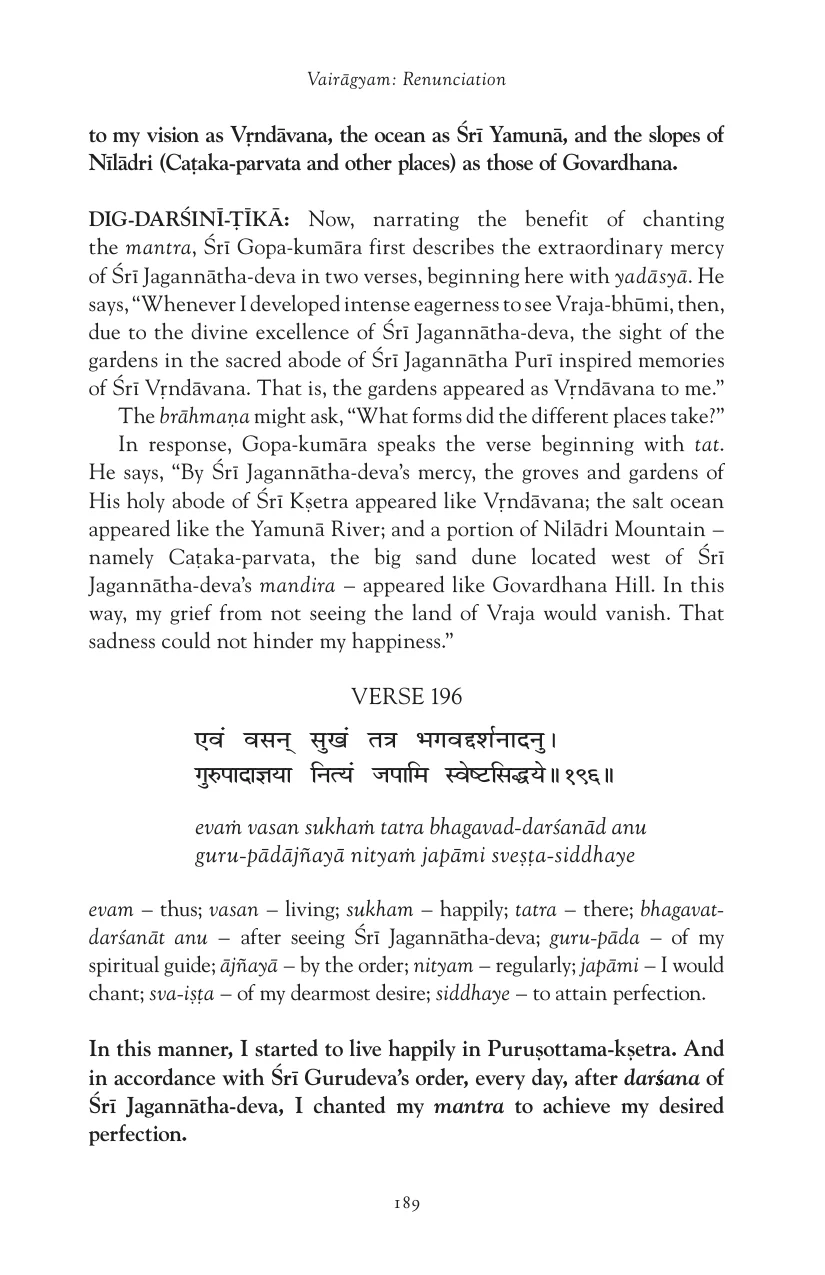 Vairāgyam: Renunciation
to my vision as Vṛndāvana, the ocean as Śrī Yamunā, and the slopes of
Nīlādri (Caṭaka-parvata and other places) as those of Govardhana.
DIG-DARŚINĪ-ṬĪKĀ: Now, narrating the benefit of chanting
the mantra, Śrī Gopa-kumāra first describes the extraordinary mercy
of Śrī Jagannātha-deva in two verses, beginning here with yadāsyā. He
says, “Whenever I developed intense eagerness to see Vraja-bhūmi, then,
due to the divine excellence of Śrī Jagannātha-deva, the sight of the
gardens in the sacred abode of Śrī Jagannātha Purī inspired memories
of Śrī Vṛndāvana. That is, the gardens appeared as Vṛndāvana to me.”
The brāhmaṇa might ask, “What forms did the different places take?”
In response, Gopa-kumāra speaks the verse beginning with tat.
He says, “By Śrī Jagannātha-deva’s mercy, the groves and gardens of
His holy abode of Śrī Kṣetra appeared like Vṛndāvana; the salt ocean
appeared like the Yamunā River; and a portion of Nilādri Mountain –
namely Caṭaka-parvata, the big sand dune located west of Śrī
Jagannātha-deva’s mandira – appeared like Govardhana Hill. In this
way, my grief from not seeing the land of Vraja would vanish. That
sadness could not hinder my happiness.”
VERSE 196
एवं वसन् सुखं तत्र भगवद्दर्शनादनु।
गुरुपादाज्ञया नित्यं जपामि स्वेष्टसिद्धये॥१९६॥
evaṁ vasan sukhaṁ tatra bhagavad-darśanād anu
guru-pādājñayā nityaṁ japāmi sveṣṭa-siddhaye
evam – thus; vasan – living; sukham – happily; tatra – there; bhagavat-
darśanāt anu – after seeing Śrī Jagannātha-deva; guru-pāda – of my
spiritual guide; ājñayā – by the order; nityam – regularly; japāmi – I would
chant; sva-iṣṭa – of my dearmost desire; siddhaye – to attain perfection.
In this manner, I started to live happily in Puruṣottama-kṣetra. And
in accordance with Śrī Gurudeva’s order, every day, after darśana of
Śrī Jagannātha-deva, I chanted my mantra to achieve my desired
perfection.
189